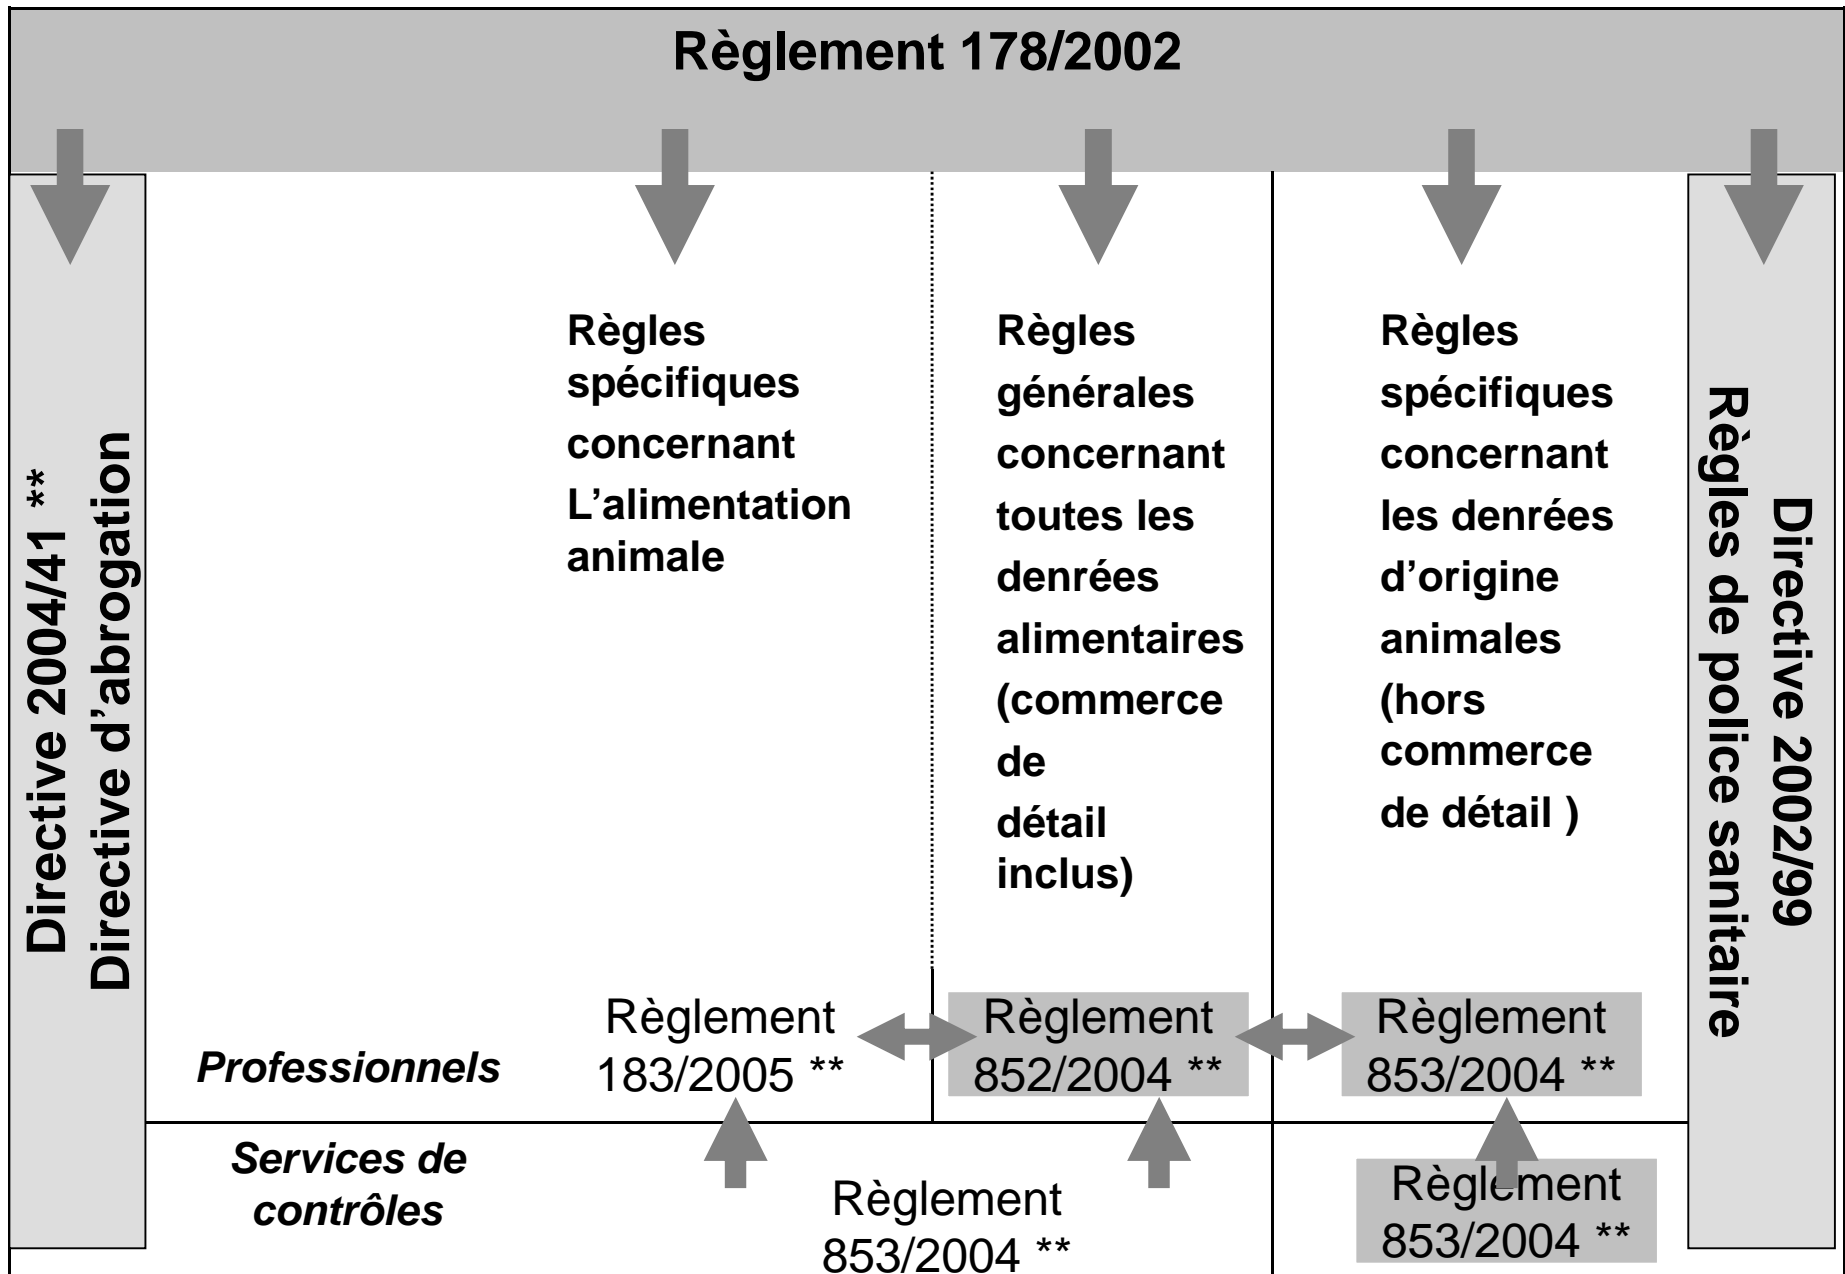 Règlement 178/2002
Directive 2004/41 **
Directive d’abrogation
Règles
spécifiques
concernant
L’alimentation
animale
Règles
générales
concernant
toutes les
denrées
alimentaires
(commerce
de
détail
inclus)
Règles
spécifiques
concernant
les denrées
d’origine
animales
(hors
commerce
de détail )
Directive 2002/99
Règles de police sanitaire
Professionnels
Règlement
183/2005 **
Règlement
852/2004 **
Règlement
853/2004 **
Services de
contrôles
Règlement
853/2004 **
Règlement
853/2004 **